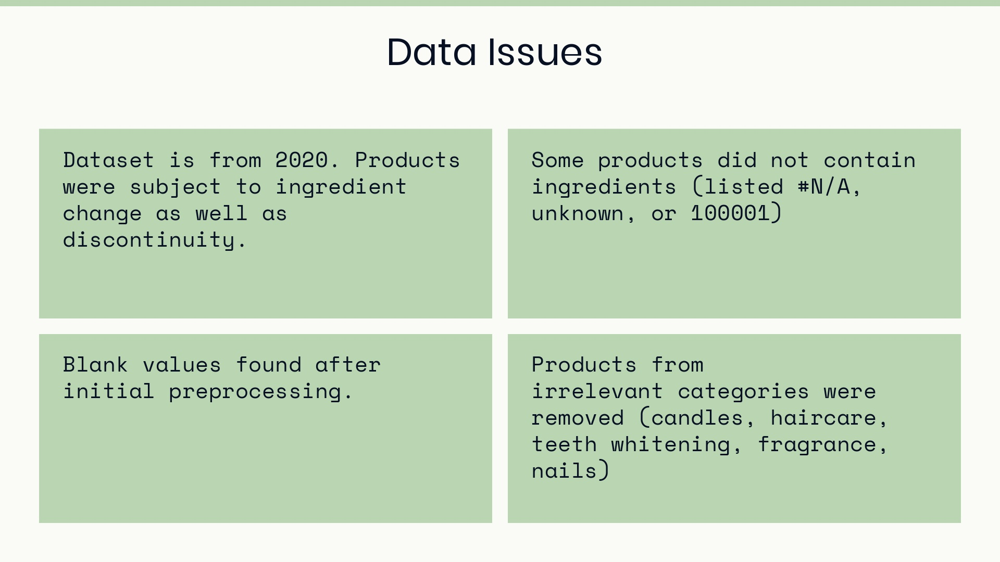 Data Issues
Dataset is from 2020. Products
were subject to ingredient
change as well as
discontinuity.
Some products did not contain
ingredients (listed #N/A,
unknown, or 100001)
Blank values found after
initial preprocessing.
Products from
irrelevant categories were
removed (candles, haircare,
teeth whitening, fragrance,
nails)